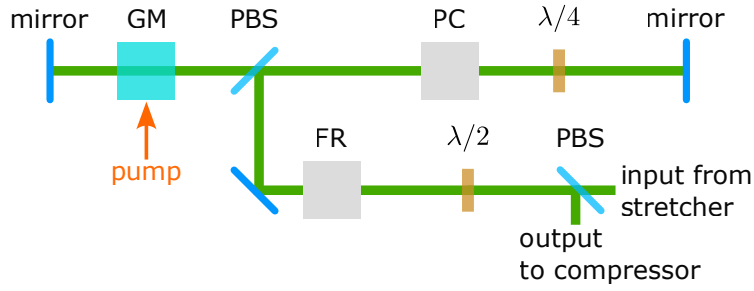 mirror GM PBS PC λ/4 mirror
FR λ/2 PBS
pump
input from
stretcher
output
to compressor